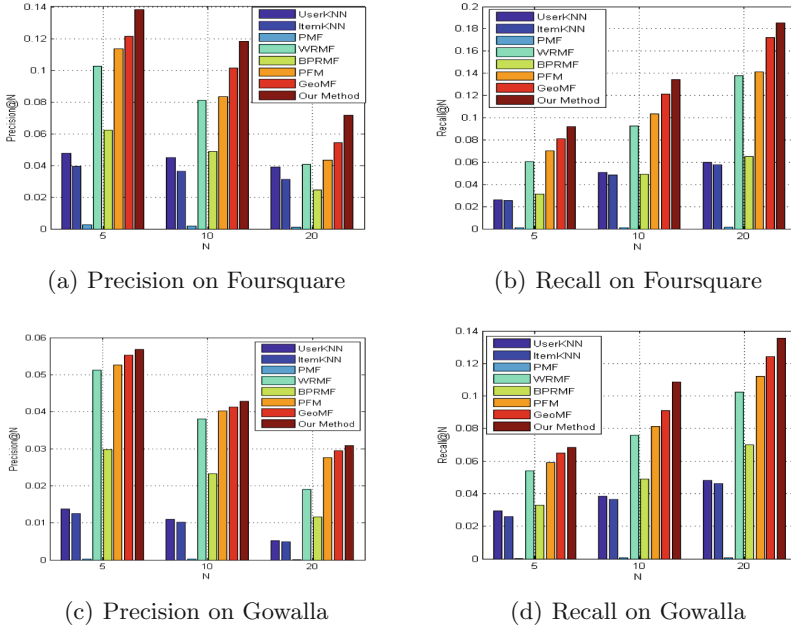 0.14
0.12
0.1
0.08
0.06
0.04
0.02
0
Precision@N
5
10
20
N
UserKNN
ItemKNN
PMF
WRMF
BPRMF
PFM
GeoMF
Our Method
(a) Precision on Foursquare
0.2
0.18
0.16
0.14
0.12
0.1
0.08
0.06
0.04
0.02
0
Recall@N
5
10
20
N
UserKNN
ItemKNN
PMF
WRMF
BPRMF
PFM
GeoMF
Our Method
(b) Recall on Foursquare
0.06
0.05
0.04
0.03
0.02
0.01
0
Precision@N
5
10
20
N
UserKNN
ItemKNN
PMF
WRMF
BPRMF
PFM
GeoMF
Our Method
(c) Precision on Gowalla
0.14
0.12
0.1
0.08
0.06
0.04
0.02
0
Recall@N
5
10
20
N
UserKNN
ItemKNN
PMF
WRMF
BPRMF
PFM
GeoMF
Our Method
(d) Recall on Gowalla